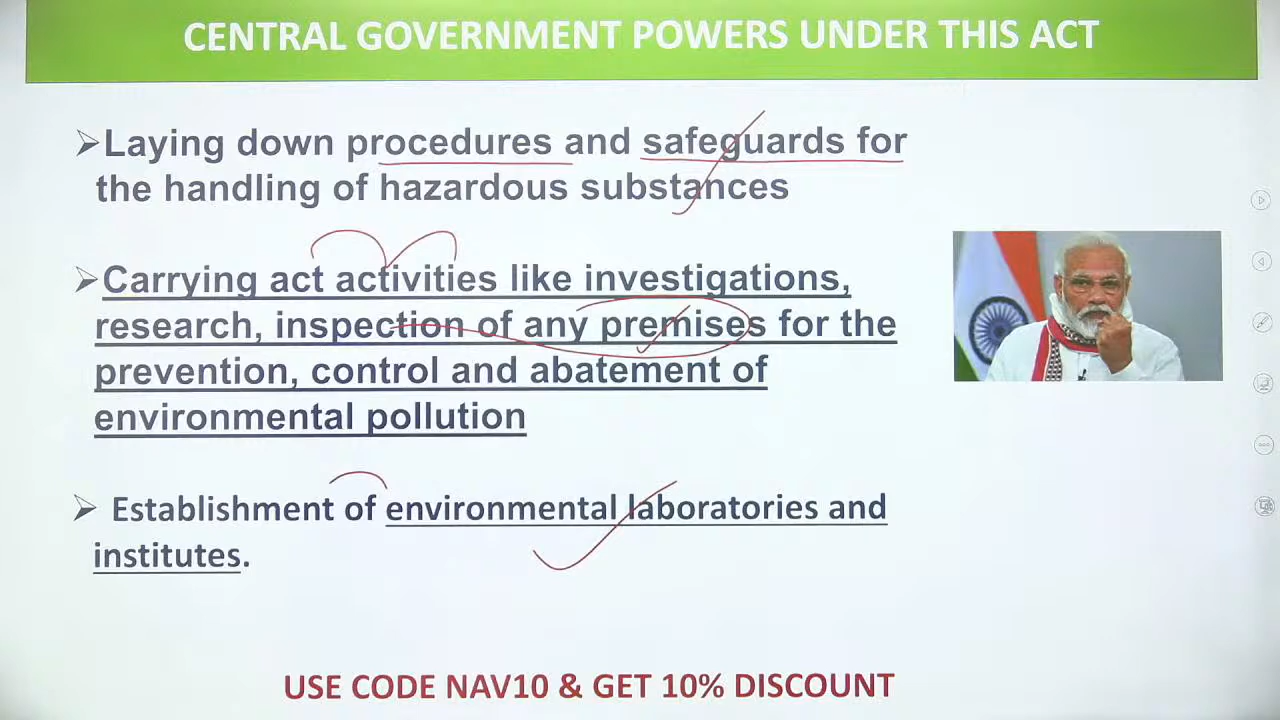 CENTRAL GOVERNMENT POWERS UNDER THIS ACT
➢Laying down procedures and safeguards for
the handling of hazardous substances
➢Carrying act activities like investigations,
research, inspection of any premises for the
prevention, control and abatement of
environmental pollution
➢ Establishment of environmental laboratories and
institutes.
USE CODE NAV10 & GET 10% DISCOUNT